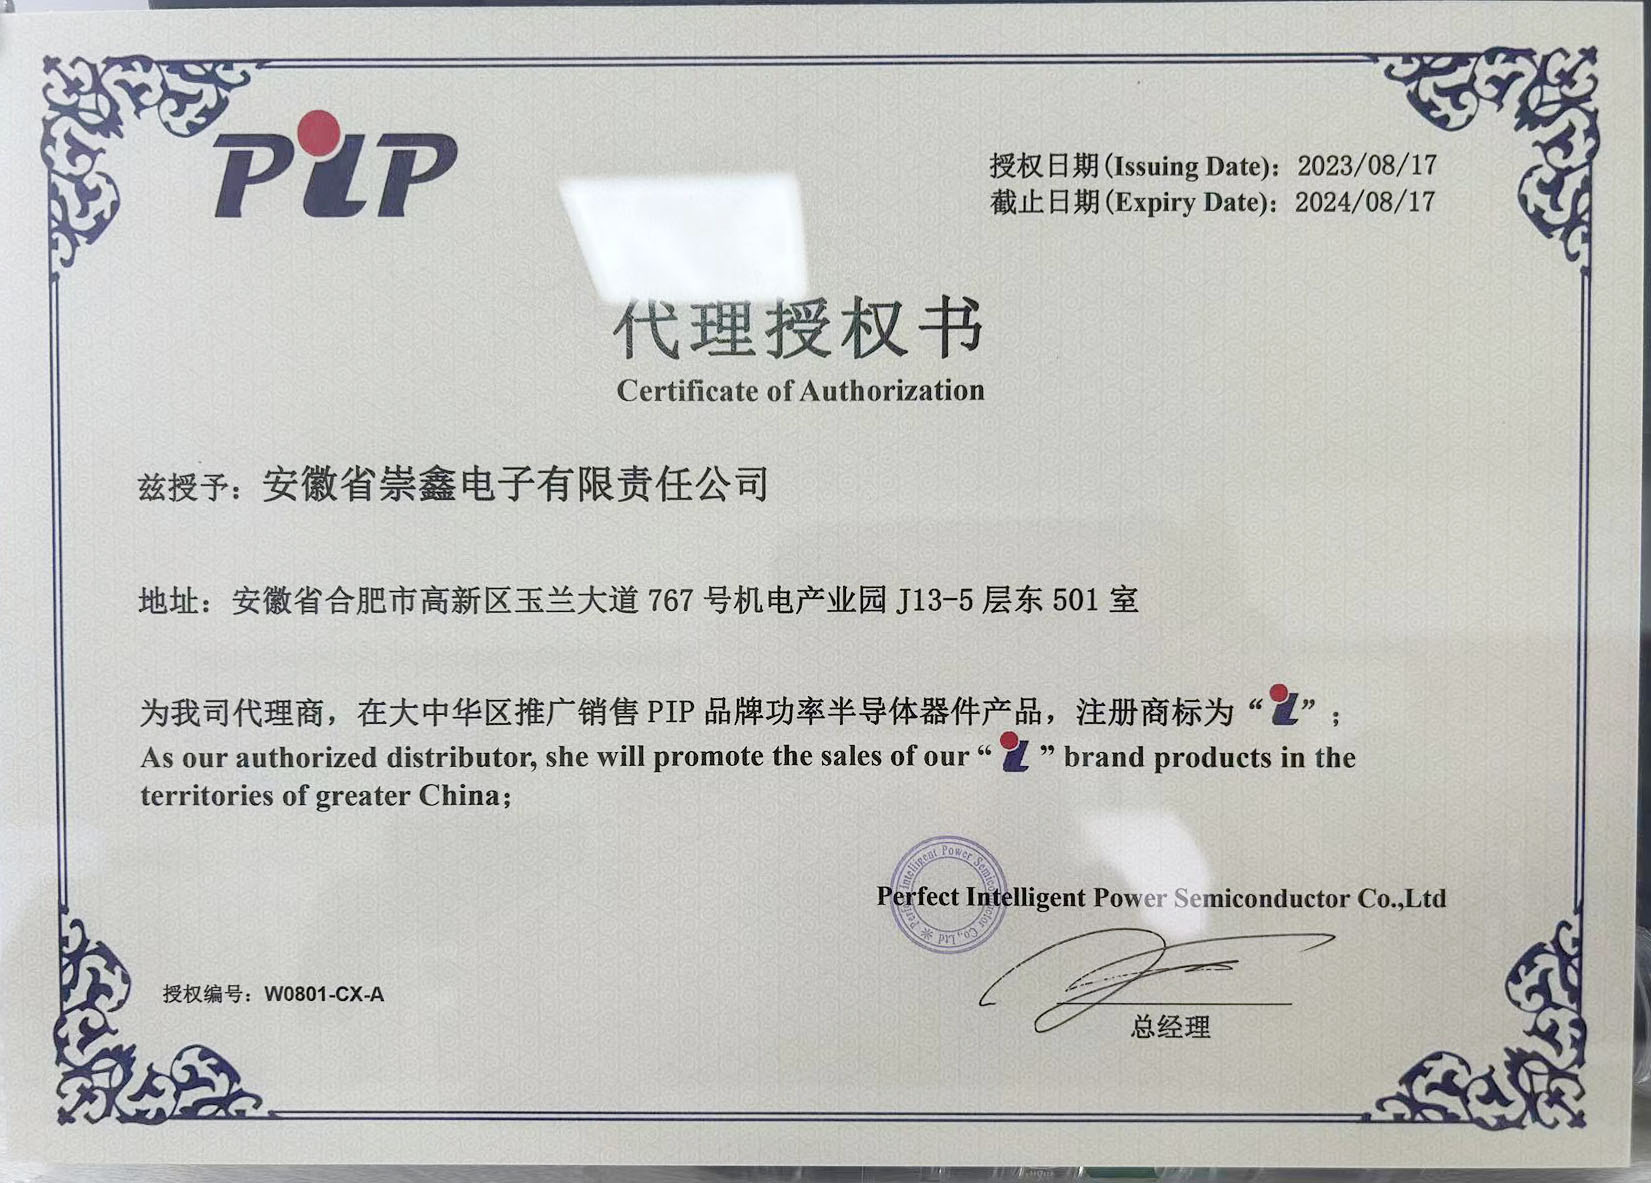 PIP
授权日期(Issuing Date)：2023/08/17
截止日期(Expiry Date)：2024/08/17
代理授权书
Certificate of Authorization
兹授予：安徽省崇鑫电子有限责任公司
地址：安徽省合肥市高新区玉兰大道 767 号机电产业园 J13-5 层东 501 室
为我司代理商，在大中华区推广销售 PIP 品牌功率半导体器件产品，注册商标为“i”；
As our authorized distributor, she will promote the sales of our “ i ” brand products in the
territories of greater China；
Perfect Intelligent Power Semiconductor Co.,Ltd
Perfect Intelligent Power Semiconductor Co.,Ltd
授权编号：W0801-CX-A
总经理